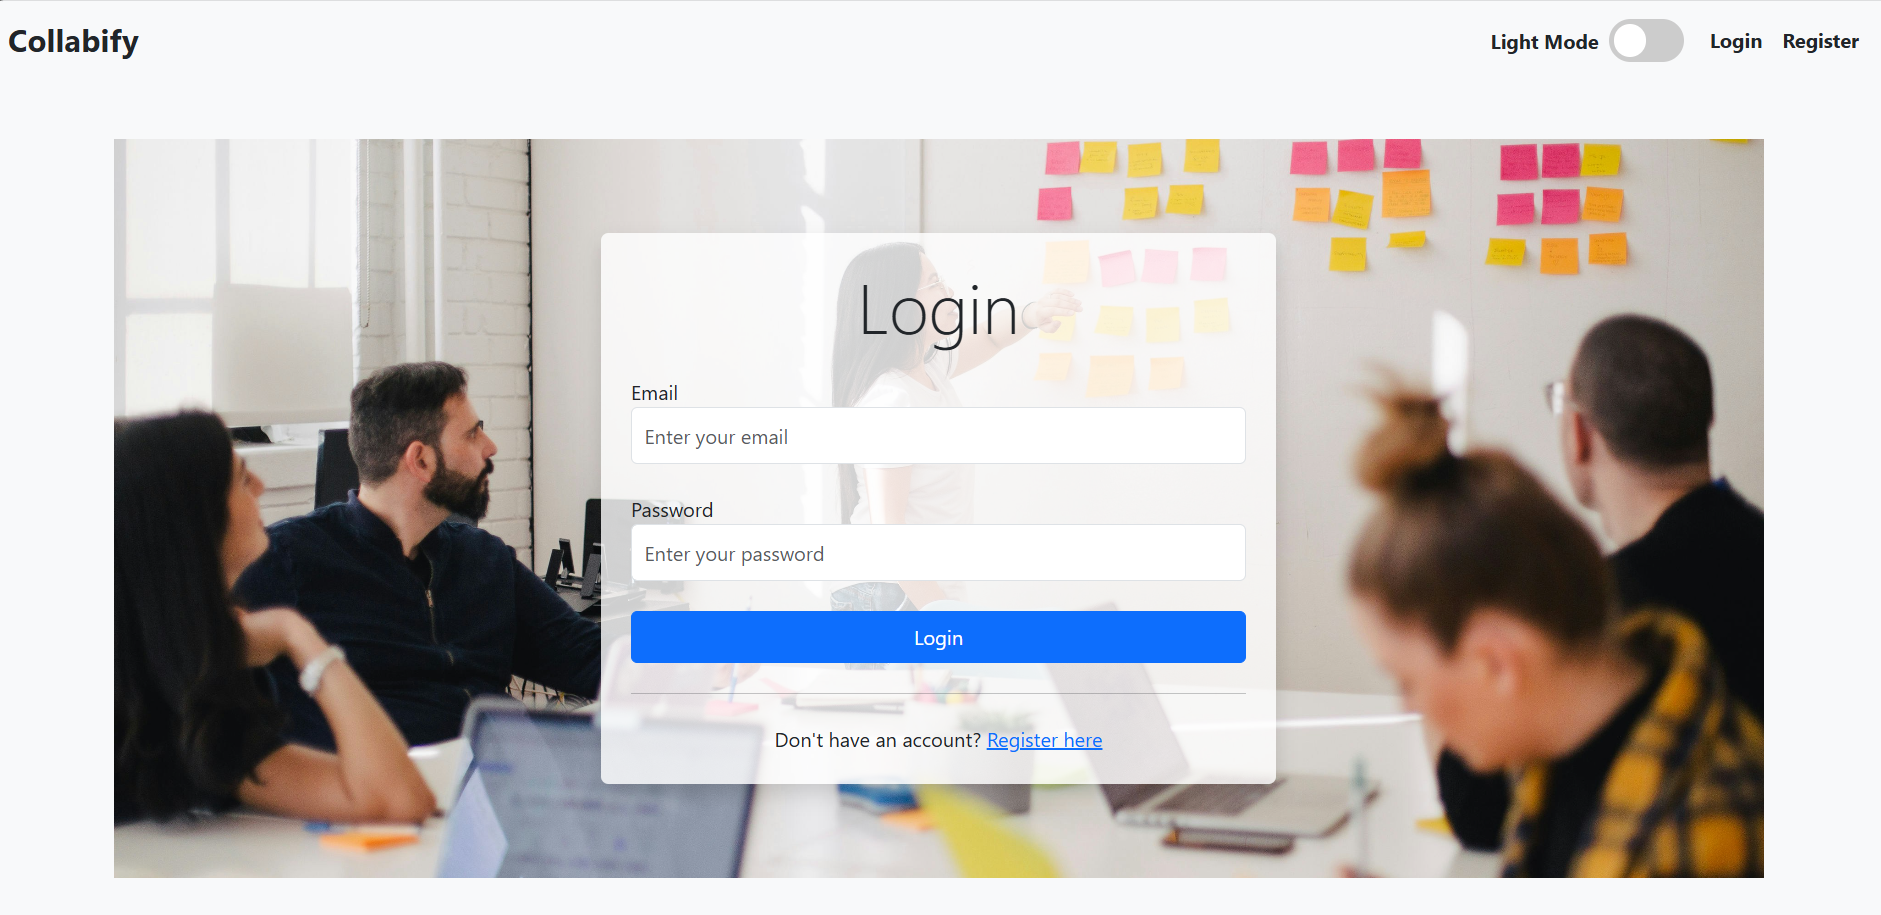 Collabify
Light Mode
Login
Register
Login
Email
Enter your email
Password
Enter your password
Login
Don't have an account? Register here